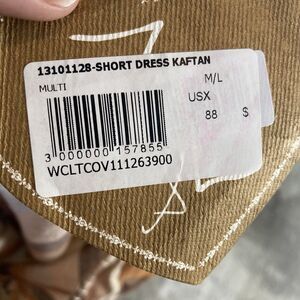 13101128-SHORT DRESS KAFTAN
MULTI M/L
USX
88 $
3 000000 157855
WCLTCOV111263900